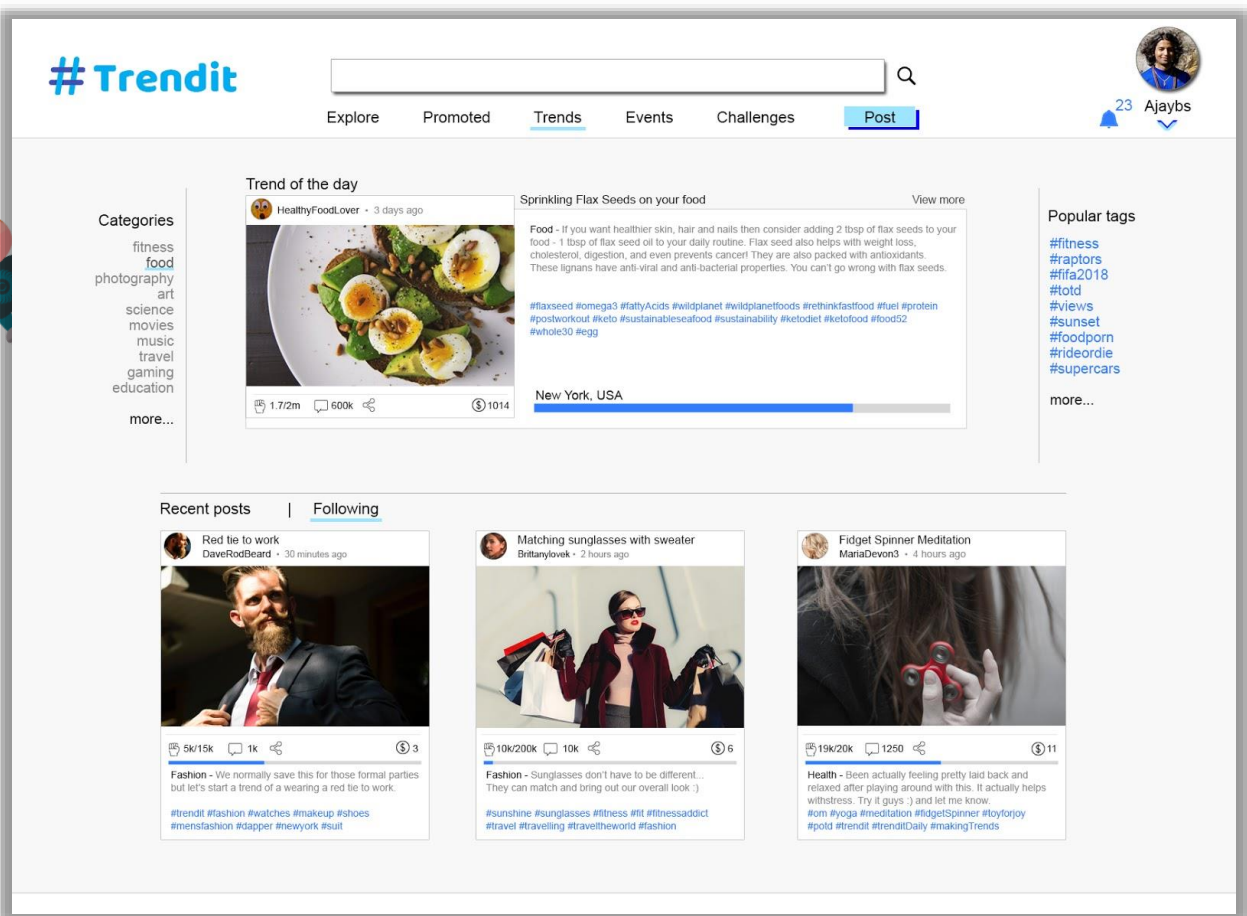 # Trendit
Explore Promoted Trends Events Challenges Post
23 Ajaybs
Categories
fitness
food
photography
art
science
movies
music
travel
gaming
education
more...
Trend of the day
HealthyFoodLover • 3 days ago
1.7/2m 600k $ 1014
Sprinkling Flax Seeds on your food View more
Food - If you want healthier skin, hair and nails then consider adding 2 tbsp of flax seeds to your
food - 1 tbsp of flax seed oil to your daily routine. Flax seed also helps with weight loss,
cholesterol, digestion, and even prevents cancer! They are also packed with antioxidants.
These lignans have anti-viral and anti-bacterial properties. You can't go wrong with flax seeds.
#flaxseed #omega3 #fattyAcids #wildplanet #wildplanetfoods #rethinkfastfood #fuel #protein
#postworkout #keto #sustainableseafood #sustainability #ketodiet #ketofood #food52
#whole30 #egg
New York, USA
Popular tags
#fitness
#raptors
#fifa2018
#totd
#views
#sunset
#foodporn
#rideordie
#supercars
more...
Recent posts | Following
Red tie to work
DaveRodBeard • 30 minutes ago
5k/15k 1k $ 3
Fashion - We normally save this for those formal parties
but let's start a trend of a wearing a red tie to work.
#trendit #fashion #watches #makeup #shoes
#mensfashion #dapper #newyork #suit
Matching sunglasses with sweater
Brittanylovek • 2 hours ago
10k/200k 10k $ 6
Fashion - Sunglasses don't have to be different...
They can match and bring out our overall look :)
#sunshine #sunglasses #fitness #fit #fitnessaddict
#travel #travelling #traveltheworld #fashion
Fidget Spinner Meditation
MariaDevon3 • 4 hours ago
19k/20k 1250 $ 11
Health - Been actually feeling pretty laid back and
relaxed after playing around with this. It actually helps
withstress. Try it guys :) and let me know.
#om #yoga #meditation #fidgetSpinner #toyforjoy
#potd #trendit #trenditDaily #makingTrends